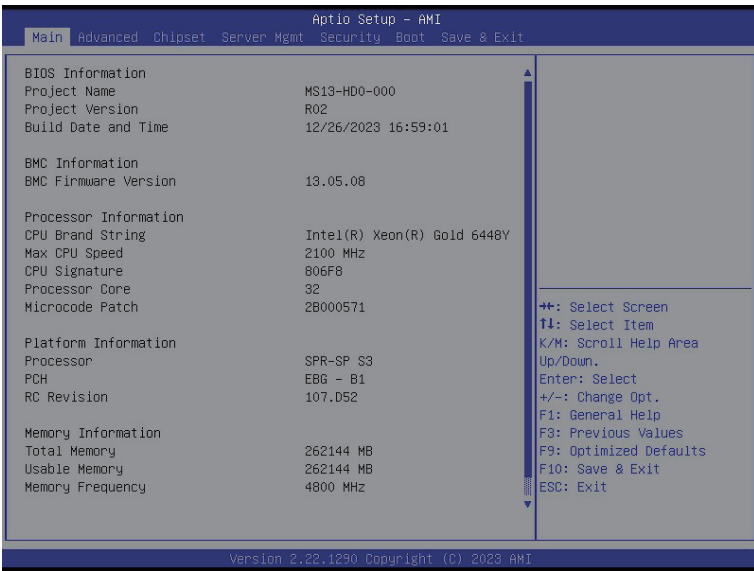 Aptio Setup – AMI
Main Advanced Chipset Server Mgmt Security Boot Save & Exit
BIOS Information
Project Name MS13-HD0-000
Project Version R02
Build Date and Time 12/26/2023 16:59:01
BMC Information
BMC Firmware Version 13.05.08
Processor Information
CPU Brand String Intel(R) Xeon(R) Gold 6448Y
Max CPU Speed 2100 MHz
CPU Signature 806F8
Processor Core 32
Microcode Patch 2B000571
Platform Information
Processor SPR-SP S3
PCH EBG - B1
RC Revision 107.D52
Memory Information
Total Memory 262144 MB
Usable Memory 262144 MB
Memory Frequency 4800 MHz
→←: Select Screen
↑↓: Select Item
K/M: Scroll Help Area
Up/Down.
Enter: Select
+/-: Change Opt.
F1: General Help
F3: Previous Values
F9: Optimized Defaults
F10: Save & Exit
ESC: Exit
Version 2.22.1290 Copyright (C) 2023 AMI